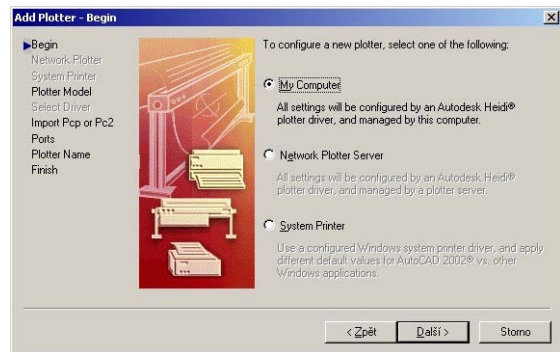 Add Plotter - Begin
Begin
Network Plotter
System Printer
Plotter Model
Select Driver
Import Pcp or Pc2
Ports
Plotter Name
Finish
To configure a new plotter, select one of the following:
My Computer
All settings will be configured by an Autodesk Heidi®
plotter driver, and managed by this computer.
Network Plotter Server
All settings will be configured by an Autodesk Heidi®
plotter driver, and managed by a plotter server.
System Printer
Use a configured Windows system printer driver, and apply
different default values for AutoCAD 2002® vs. other
Windows applications.
< Zpět
Další >
Storno